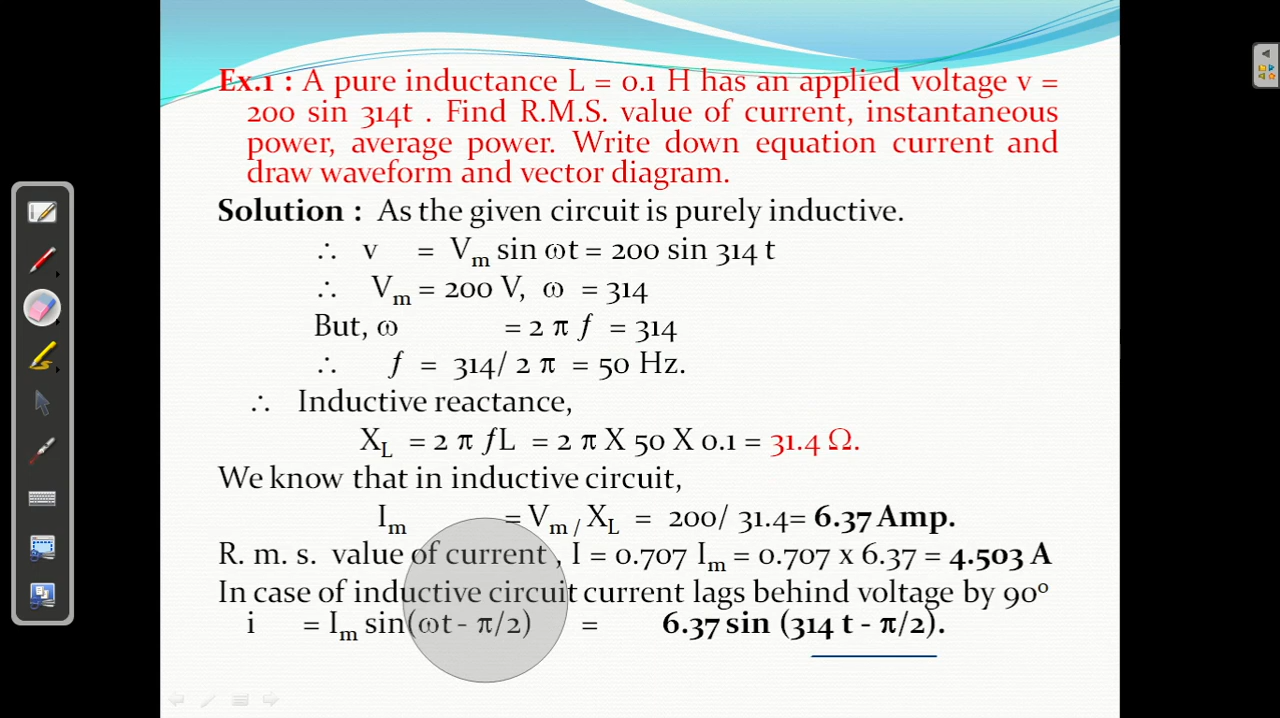 Ex.1 : A pure inductance L = 0.1 H has an applied voltage v =
200 sin 314t . Find R.M.S. value of current, instantaneous
power, average power. Write down equation current and
draw waveform and vector diagram.
Solution : As the given circuit is purely inductive.
∴ v = Vm sin ωt = 200 sin 314 t
∴ Vm = 200 V, ω = 314
But, ω = 2 π f = 314
∴ f = 314/ 2 π = 50 Hz.
∴ Inductive reactance,
XL = 2 π fL = 2 π X 50 X 0.1 = 31.4 Ω.
We know that in inductive circuit,
Im = Vm / XL = 200/ 31.4= 6.37 Amp.
R. m. s. value of current , I = 0.707 Im = 0.707 x 6.37 = 4.503 A
In case of inductive circuit current lags behind voltage by 90º
i = Im sin(ωt - π/2) = 6.37 sin (314 t - π/2).